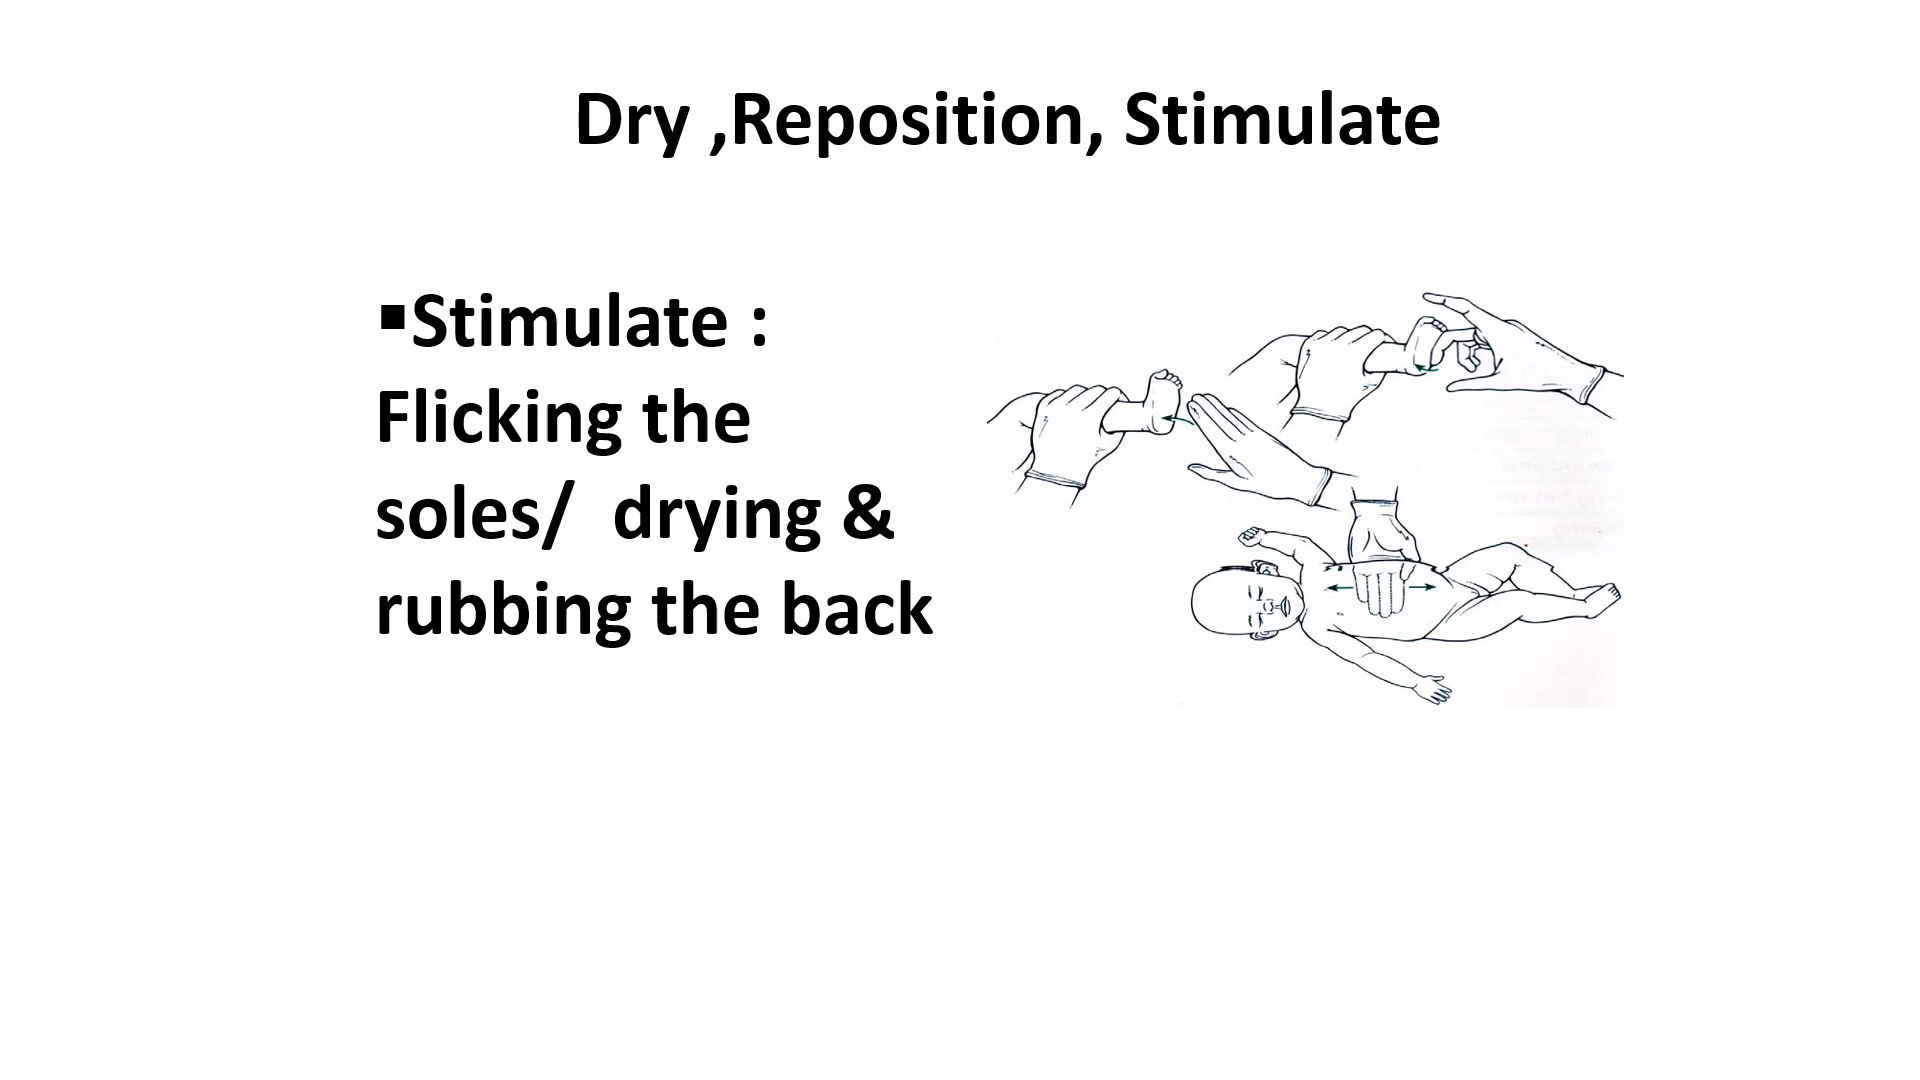 Dry ,Reposition, Stimulate
▪Stimulate :
Flicking the
soles/  drying &
rubbing the back